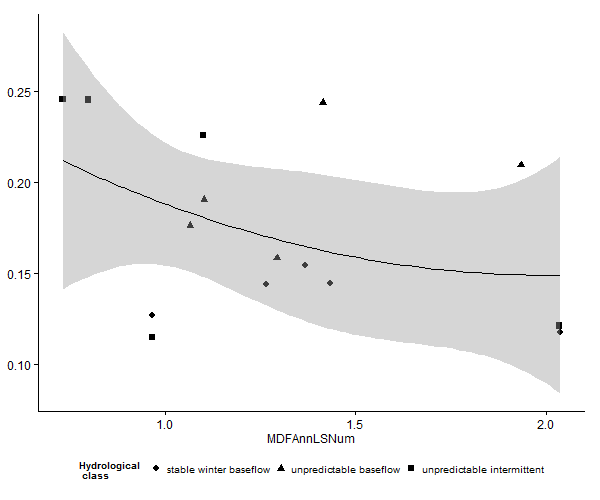 0.25
0.20
0.15
0.10
1.0 1.5 2.0
MDFAnnLSNum
Hydrological
class
stable winter baseflow unpredictable baseflow unpredictable intermittent